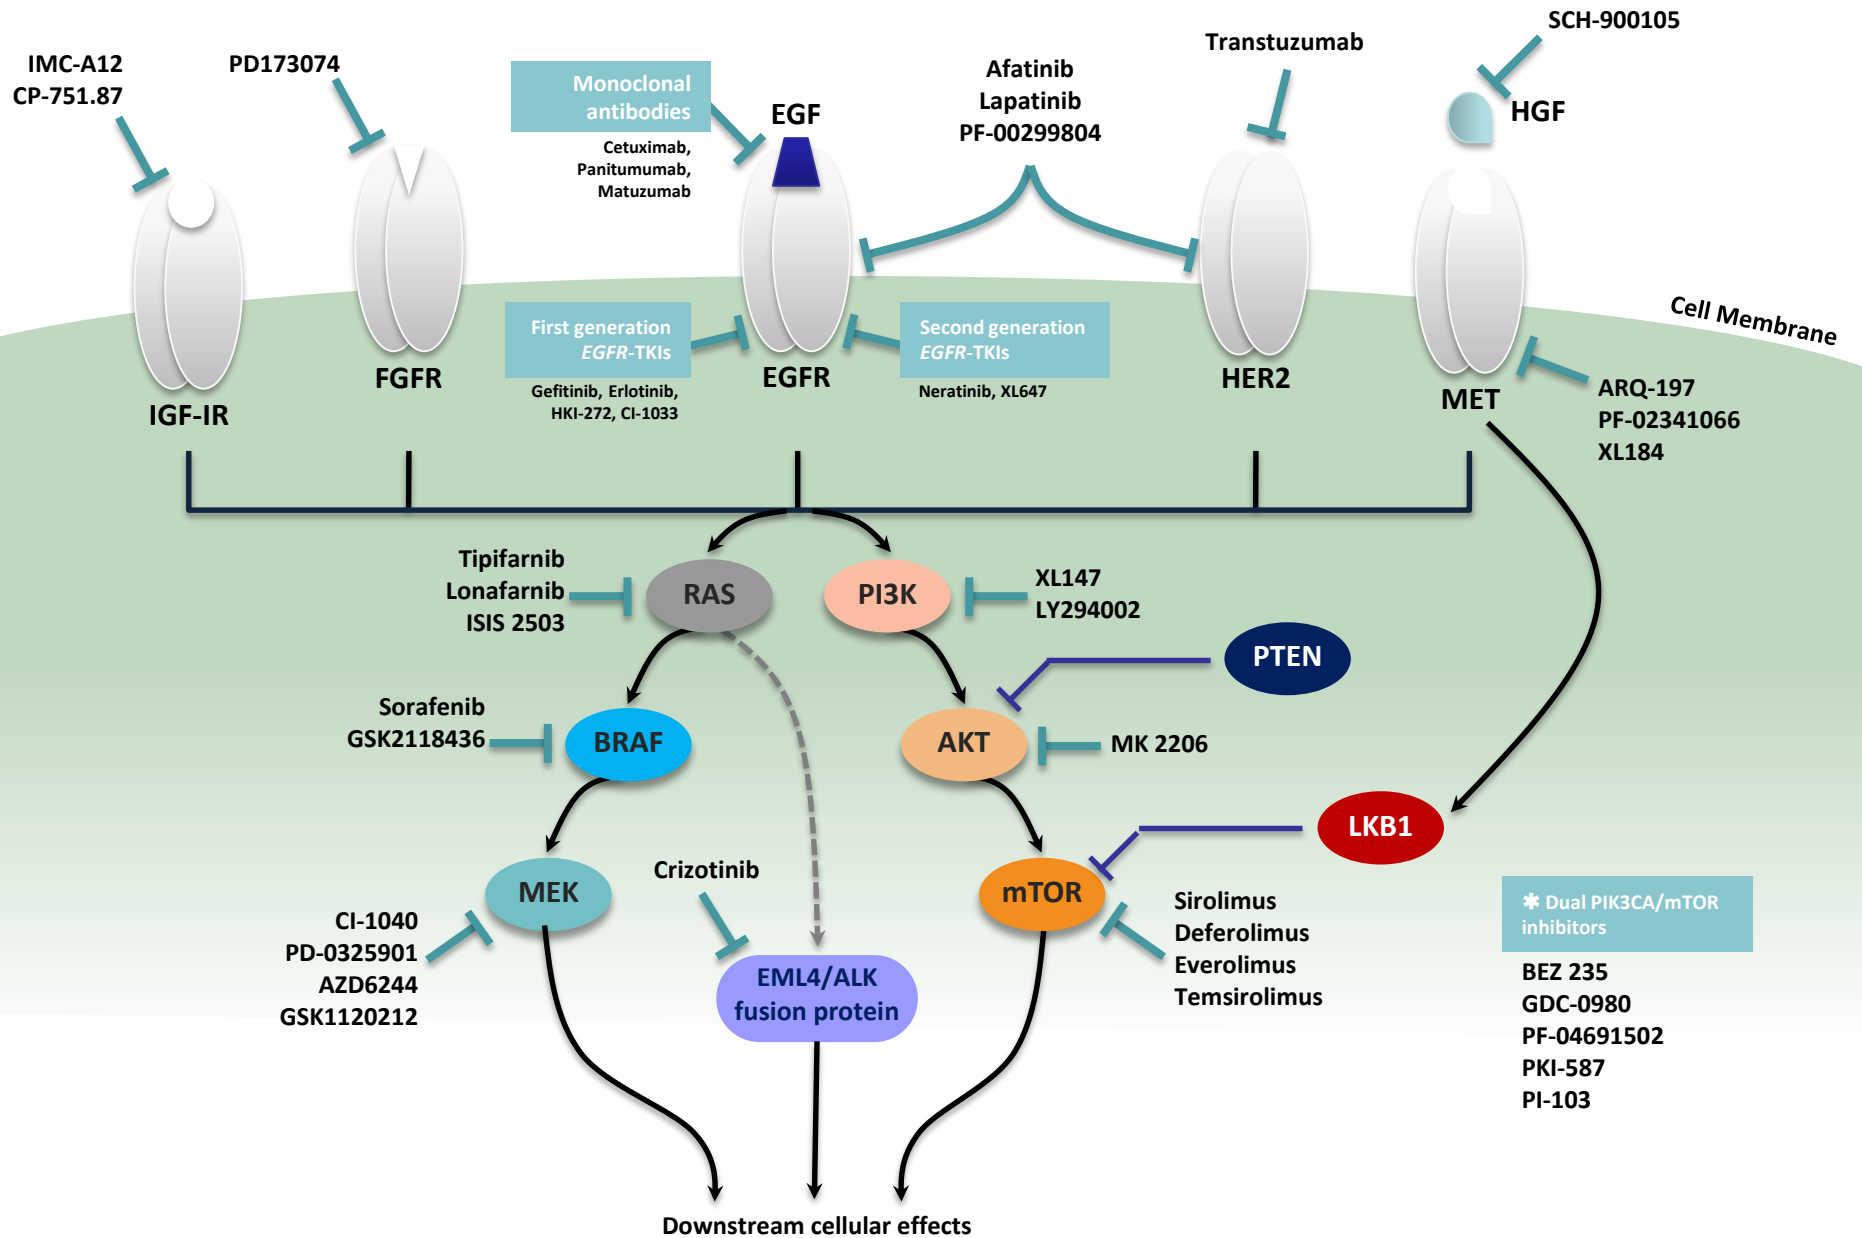 SCH-900105
Transtuzumab
IMC-A12
CP-751.87
PD173074
Monoclonal
antibodies
Cetuximab,
Panitumumab,
Matuzumab
EGF
Afatinib
Lapatinib
PF-00299804
HGF
Cell Membrane
First generation
EGFR-TKIs
Gefitinib, Erlotinib,
HKI-272, CI-1033
Second generation
EGFR-TKIs
Neratinib, XL647
IGF-IR
FGFR
EGFR
HER2
MET
ARQ-197
PF-02341066
XL184
Tipifarnib
Lonafarnib
ISIS 2503
RAS
PI3K
XL147
LY294002
PTEN
Sorafenib
GSK2118436
BRAF
AKT
MK 2206
LKB1
Crizotinib
MEK
mTOR
CI-1040
PD-0325901
AZD6244
GSK1120212
EML4/ALK
fusion protein
Sirolimus
Deferolimus
Everolimus
Temsirolimus
✱ Dual PIK3CA/mTOR
inhibitors
BEZ 235
GDC-0980
PF-04691502
PKI-587
PI-103
Downstream cellular effects